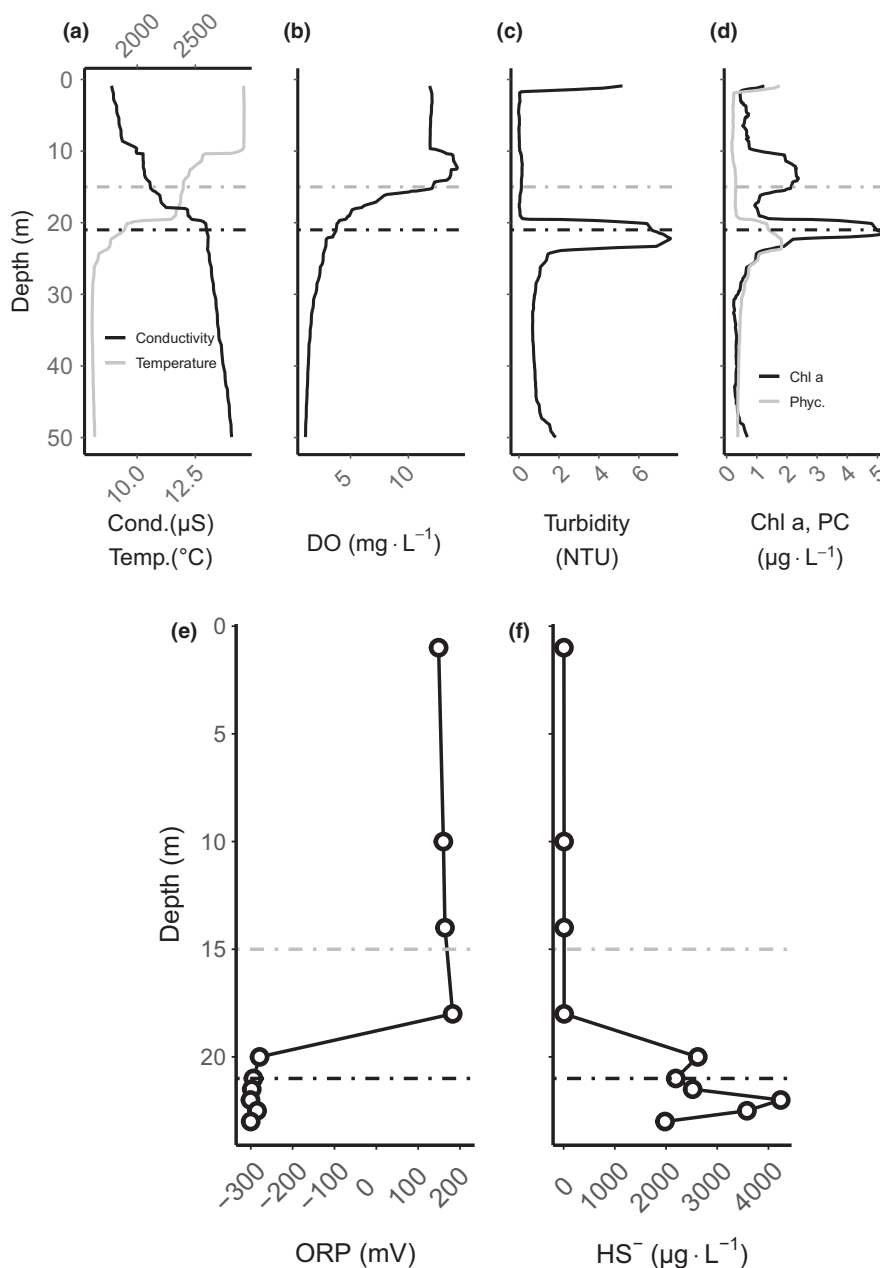 (a) (b) (c) (d)
2000 2500
0
10
20
30
40
50
Depth (m)
Conductivity
Temperature
Chl a
Phyc.
10.0 12.5
5 10
0 2 4 6
0 1 2 3 4 5
Cond.(µS)
Temp.(°C)
DO (mg · L⁻¹)
Turbidity
(NTU)
Chl a, PC
(µg · L⁻¹)
(e) (f)
0
5
10
15
20
Depth (m)
−300 −200 −100 0 100 200
0 1000 2000 3000 4000
ORP (mV)
HS⁻ (µg · L⁻¹)